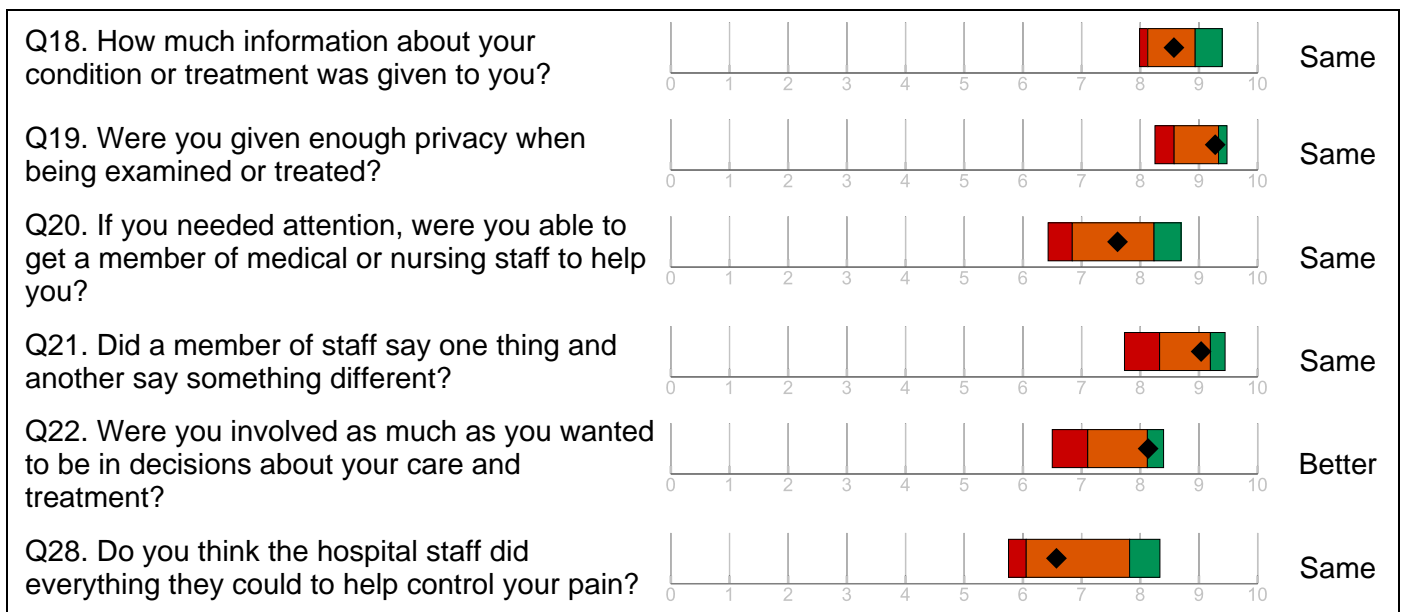 Q18. How much information about your
condition or treatment was given to you?
0 1 2 3 4 5 6 7 8 9 10
Same
Q19. Were you given enough privacy when
being examined or treated?
0 1 2 3 4 5 6 7 8 9 10
Same
Q20. If you needed attention, were you able to
get a member of medical or nursing staff to help
you?
0 1 2 3 4 5 6 7 8 9 10
Same
Q21. Did a member of staff say one thing and
another say something different?
0 1 2 3 4 5 6 7 8 9 10
Same
Q22. Were you involved as much as you wanted
to be in decisions about your care and
treatment?
0 1 2 3 4 5 6 7 8 9 10
Better
Q28. Do you think the hospital staff did
everything they could to help control your pain?
0 1 2 3 4 5 6 7 8 9 10
Same